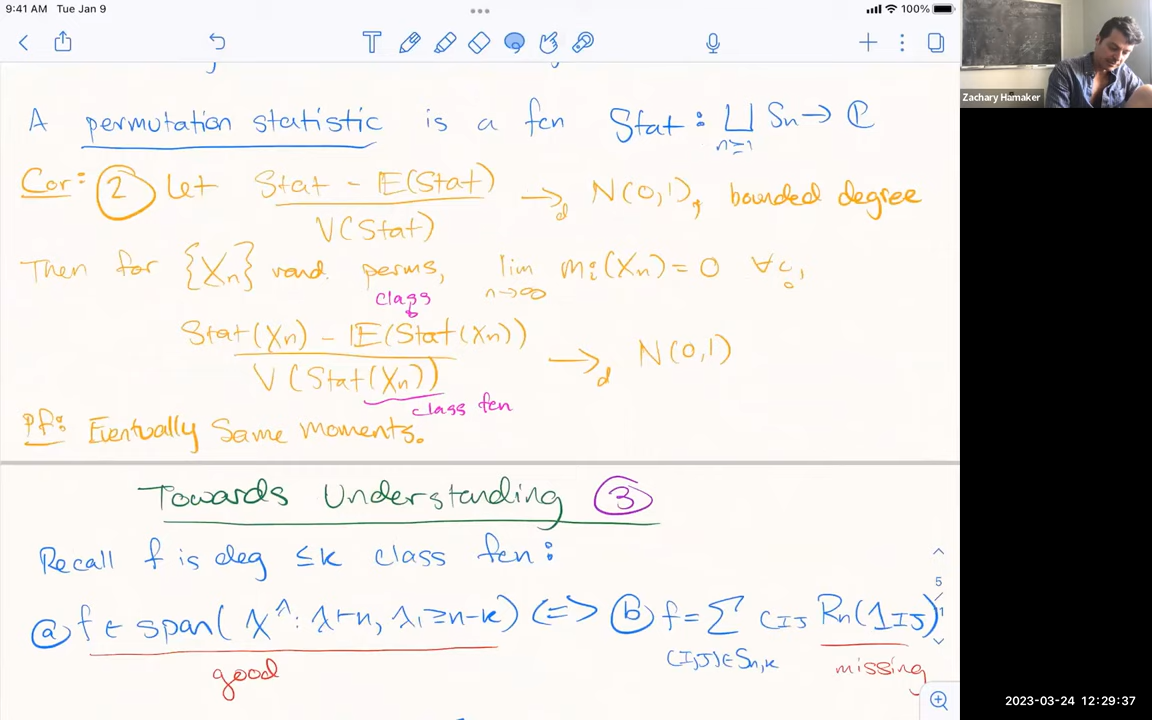 9:41 AM Tue Jan 9
100%
Zachary Hamaker
A permutation statistic is a fcn Stat : ⊔ Sn → ℂ
n≥1
Cor: ② Let Stat - E(Stat) →d N(0,1), bounded degree
V(Stat)
Then for {Xn} rand. perms, lim mi(Xn) = 0 ∀i,
n→∞
class
Stat(Xn) - E(Stat(Xn)) →d N(0,1)
V(Stat(Xn))
class fcn
Pf: Eventually same moments.
Towards Understanding ③
Recall f is deg ≤k class fcn:
ⓐ f ∈ span(χ^λ: λ⊢n, λ1≥n-k) <=> ⓑ f = Σ cIJ Rn(1IJ)
(I,J)∈Sn,k
good
missing
5
2023-03-24 12:29:37